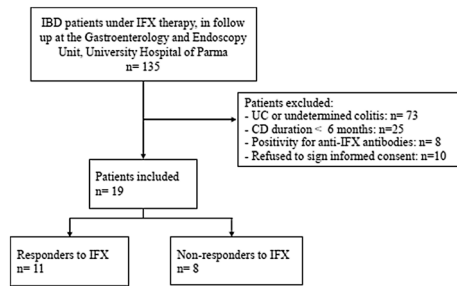 IBD patients under IFX therapy, in follow
up at the Gastroenterology and Endoscopy
Unit, University Hospital of Parma
n= 135
Patients excluded:
- UC or undetermined colitis: n= 73
- CD duration < 6 months: n=25
- Positivity for anti-IFX antibodies: n= 8
- Refused to sign informed consent: n=10
Patients included
n= 19
Responders to IFX
n= 11
Non-responders to IFX
n= 8